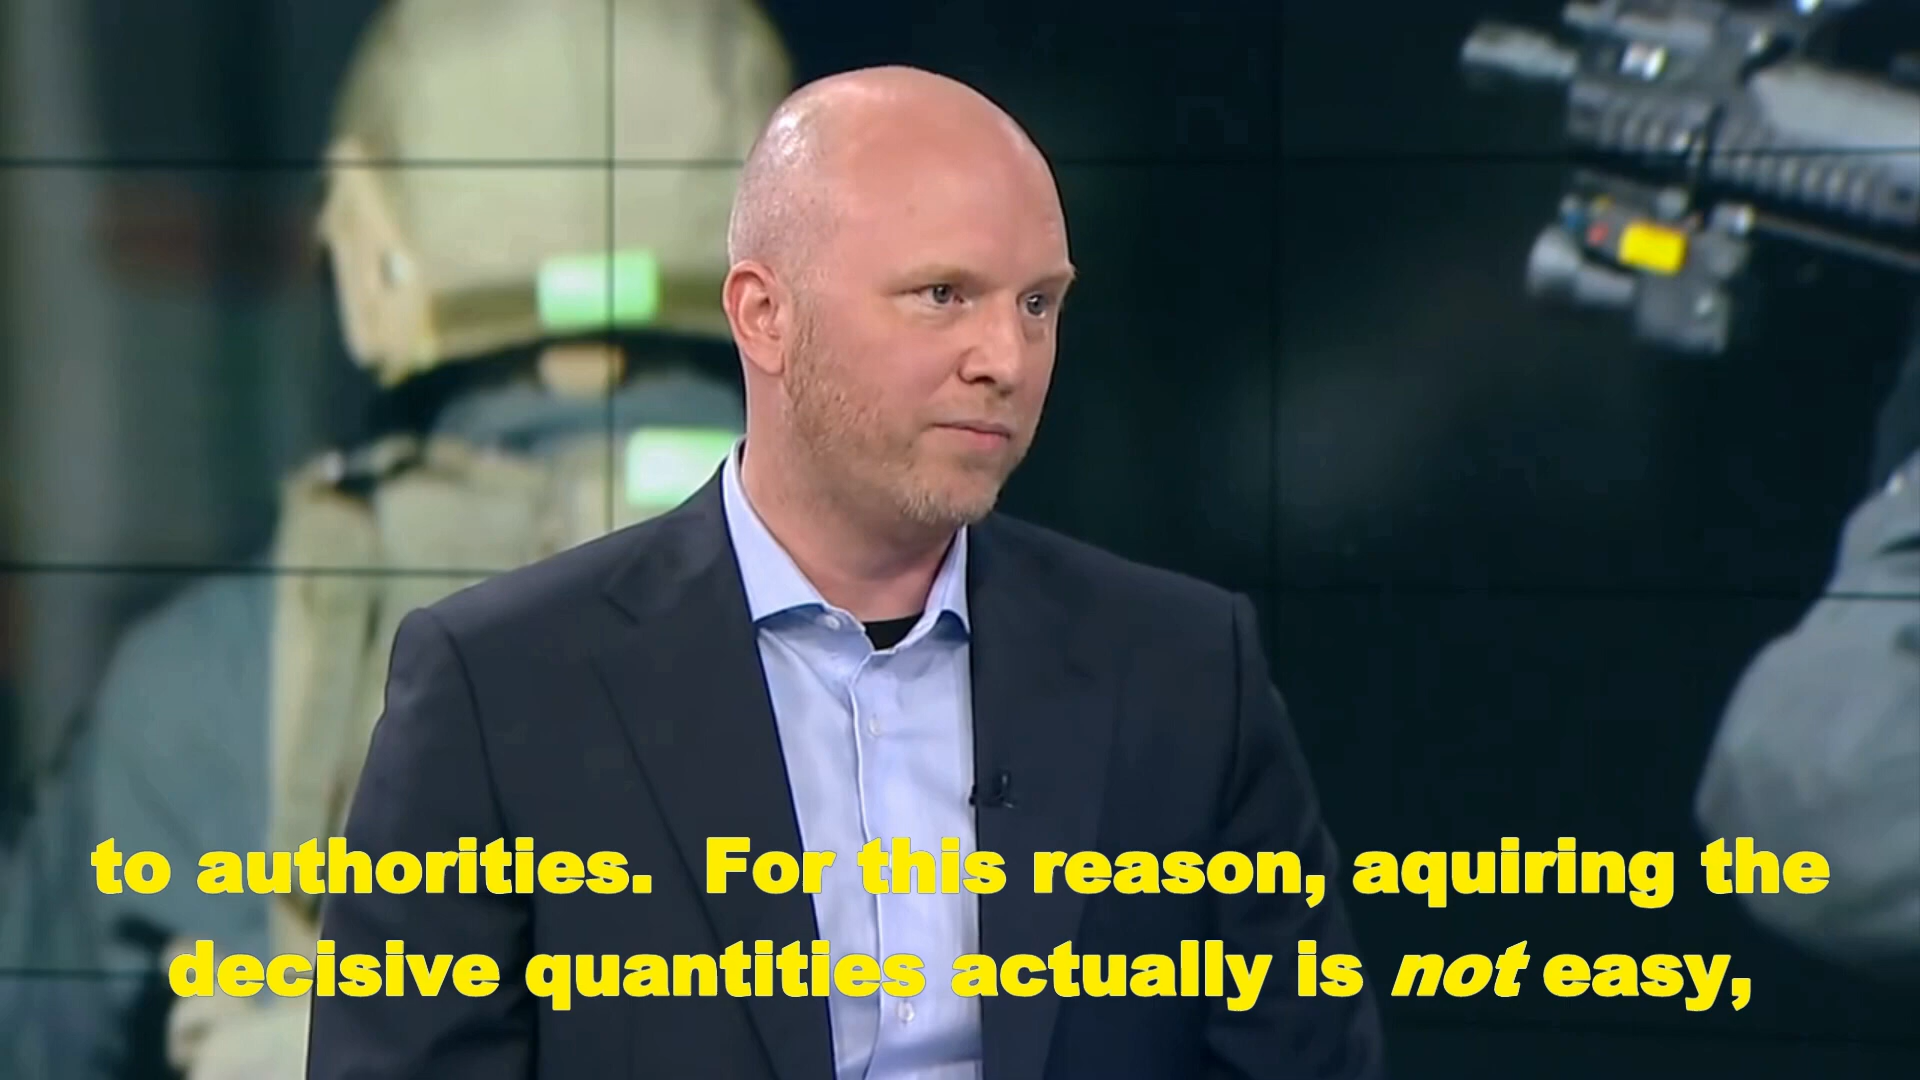 to authorities.  For this reason, aquiring the
decisive quantities actually is not easy,